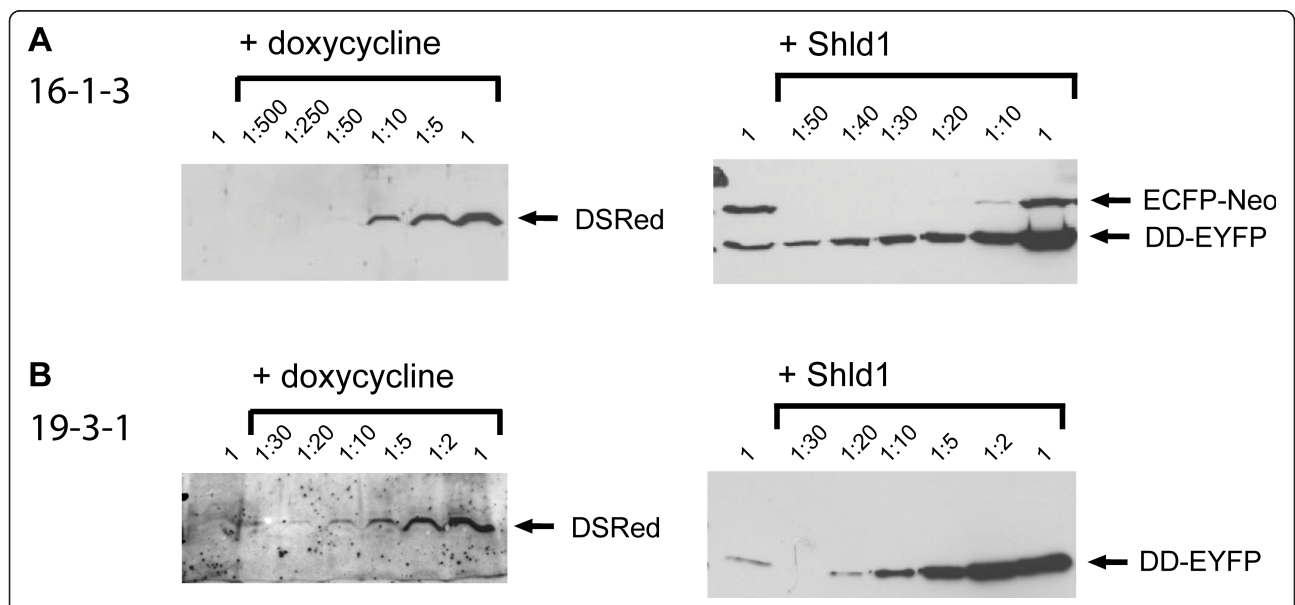 A
16-1-3
+ doxycycline
1 1:500 1:250 1:50 1:10 1:5 1
DSRed
+ Shld1
1 1:50 1:40 1:30 1:20 1:10 1
ECFP-Neo
DD-EYFP
B
19-3-1
+ doxycycline
1 1:30 1:20 1:10 1:5 1:2 1
DSRed
+ Shld1
1 1:30 1:20 1:10 1:5 1:2 1
DD-EYFP